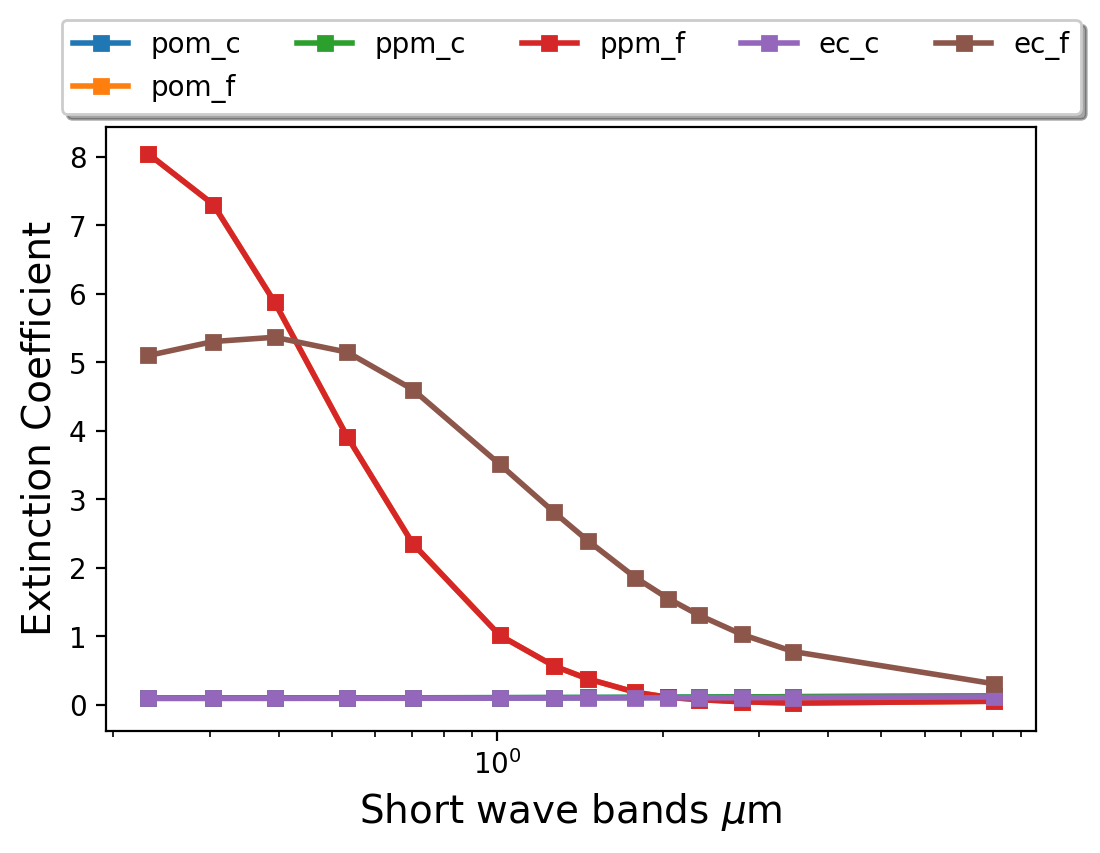 pom_c ppm_c ppm_f ec_c ec_f
pom_f
8
7
6
5
4
3
2
1
0
Extinction Coefficient
10⁰
Short wave bands μm